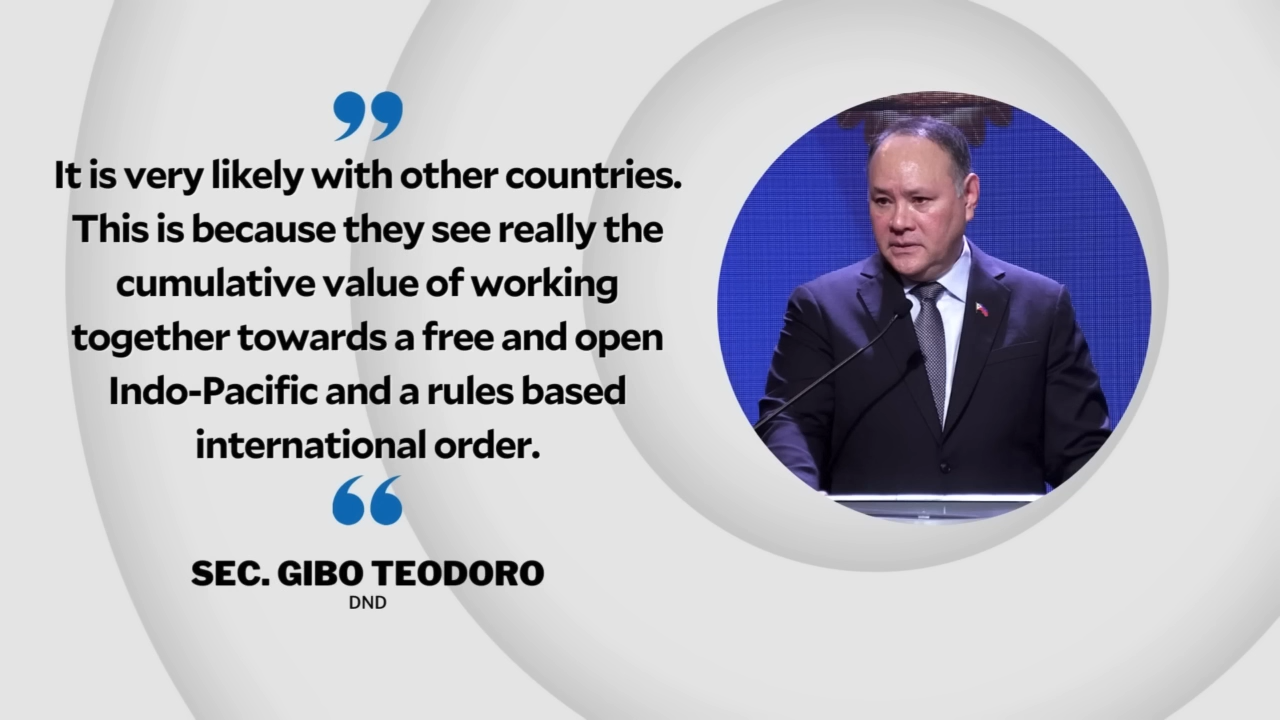 ”
It is very likely with other countries.
This is because they see really the
cumulative value of working
together towards a free and open
Indo-Pacific and a rules based
international order.
“
SEC. GIBO TEODORO
DND